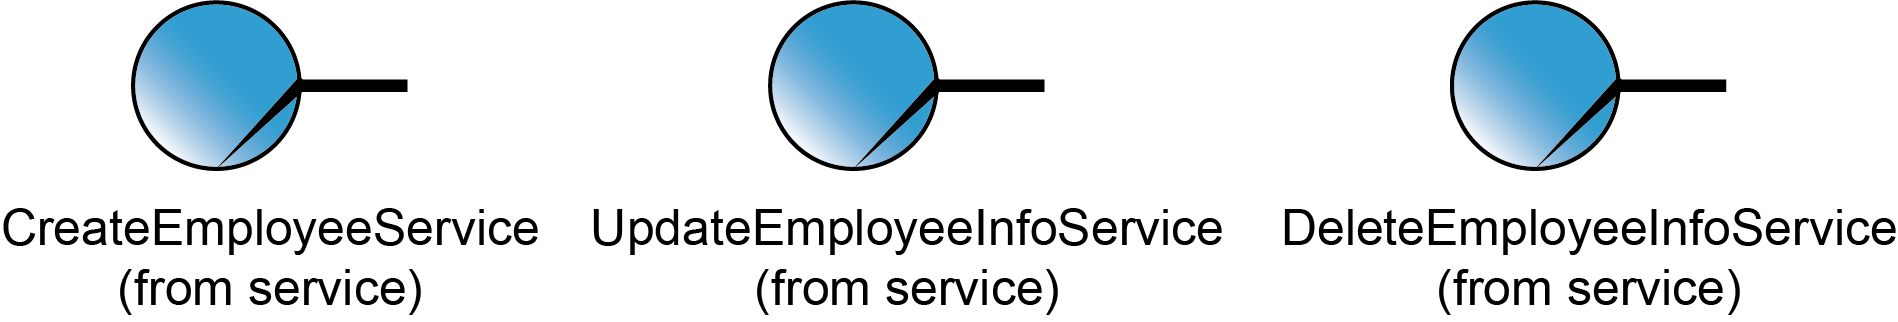 CreateEmployeeService
(from service)
UpdateEmployeeInfoService
(from service)
DeleteEmployeeInfoService
(from service)